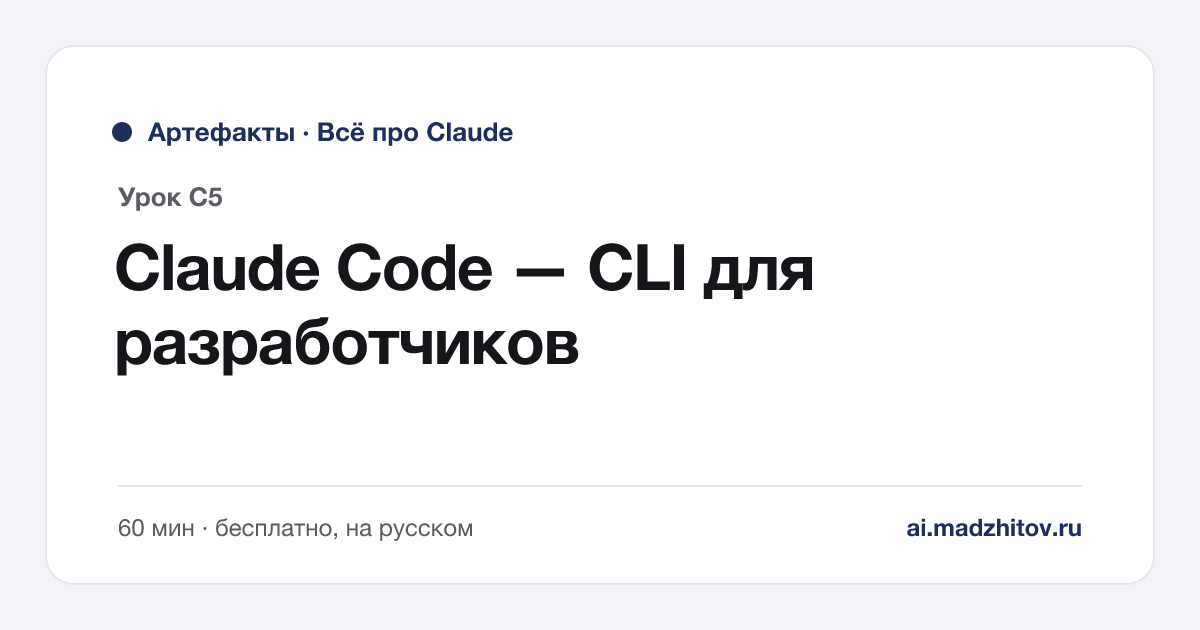 Артефакты · Всё про Claude
Урок C5
Claude Code — CLI для
разработчиков
60 мин · бесплатно, на русском
ai.madzhitov.ru